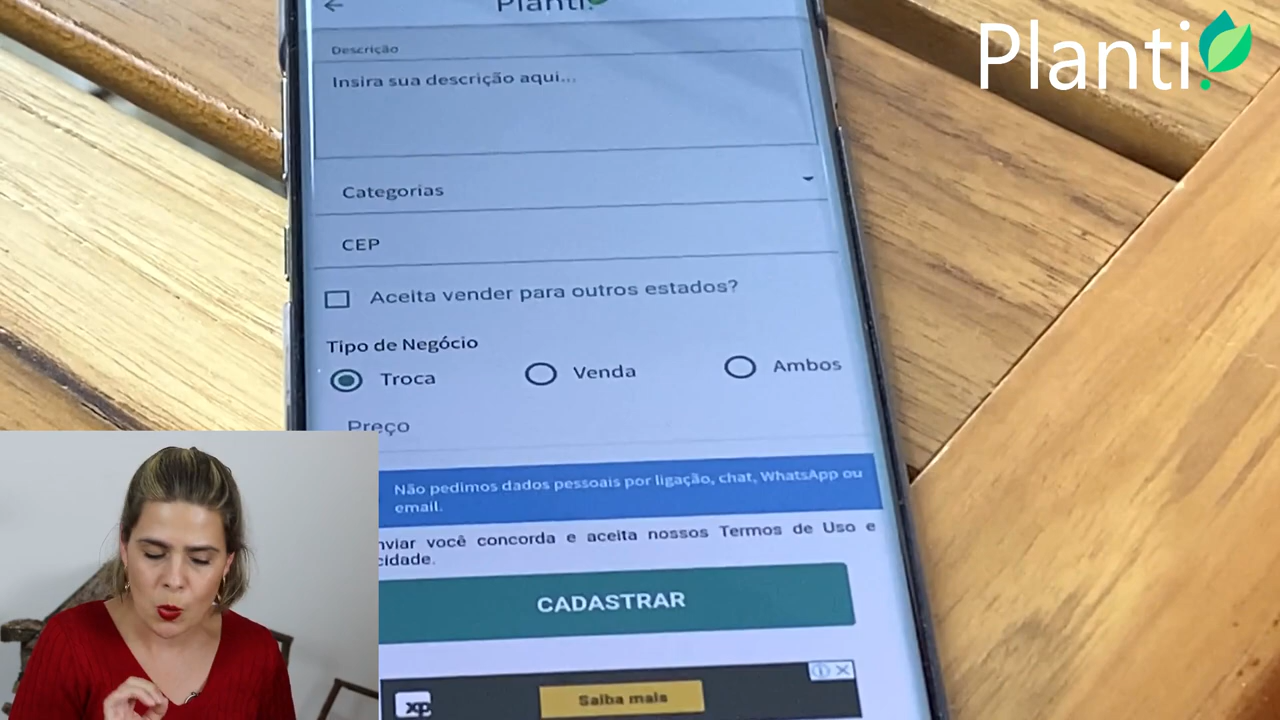 Planti.
Planti.
Descrição
Insira sua descrição aqui...
Categorias
CEP
Aceita vender para outros estados?
Tipo de Negócio
Troca Venda Ambos
Preço
Não pedimos dados pessoais por ligação, chat, WhatsApp ou
email.
nviar você concorda e aceita nossos Termos de Uso e
cidade.
CADASTRAR
xp
Saiba mais